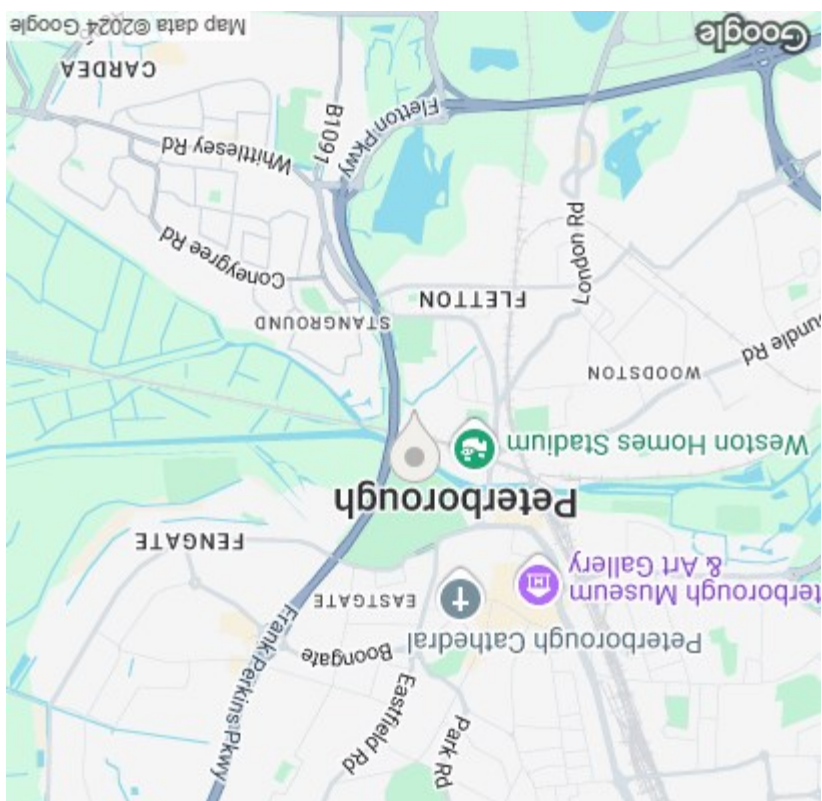 Park Rd
Eastfield Rd
Frank Perkins Pkwy
Boongate
Peterborough Cathedral
EASTGATE
terborough Museum
& Art Gallery
FENGATE
Peterborough
Weston Homes Stadium
WOODSTON
undle Rd
STANGROUND
FLETTON
London Rd
Coneygree Rd
Whittlesey Rd
B1091
Fletton Pkwy
CARDEA
Google
Map data ©2024 Google